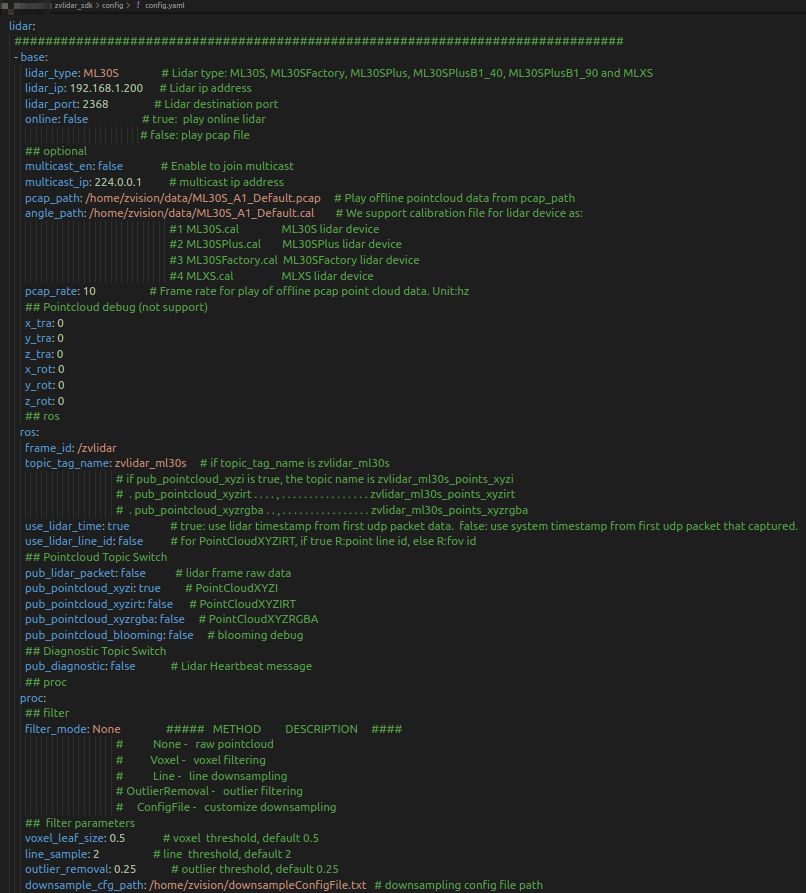 zvlidar_sdk > config > ! config.yaml
lidar:
################################################################################
- base:
lidar_type: ML30S # Lidar type: ML30S, ML30SFactory, ML30SPlus, ML30SPlusB1_40, ML30SPlusB1_90 and MLXS
lidar_ip: 192.168.1.200 # Lidar ip address
lidar_port: 2368 # Lidar destination port
online: false # true: play online lidar
# false: play pcap file
## optional
multicast_en: false # Enable to join multicast
multicast_ip: 224.0.0.1 # multicast ip address
pcap_path: /home/zvision/data/ML30S_A1_Default.pcap # Play offline pointcloud data from pcap_path
angle_path: /home/zvision/data/ML30S_A1_Default.cal # We support calibration file for lidar device as:
#1 ML30S.cal ML30S lidar device
#2 ML30SPlus.cal ML30SPlus lidar device
#3 ML30SFactory.cal ML30SFactory lidar device
#4 MLXS.cal MLXS lidar device
pcap_rate: 10 # Frame rate for play of offline pcap point cloud data. Unit:hz
## Pointcloud debug (not support)
x_tra: 0
y_tra: 0
z_tra: 0
x_rot: 0
y_rot: 0
z_rot: 0
## ros
ros:
frame_id: /zvlidar
topic_tag_name: zvlidar_ml30s # if topic_tag_name is zvlidar_ml30s
# if pub_pointcloud_xyzi is true, the topic name is zvlidar_ml30s_points_xyzi
# . pub_pointcloud_xyzirt . . . . , . . . . . . . . . . . . . . . . zvlidar_ml30s_points_xyzirt
# . pub_pointcloud_xyzrgba . . , . . . . . . . . . . . . . . . . zvlidar_ml30s_points_xyzrgba
use_lidar_time: true # true: use lidar timestamp from first udp packet data. false: use system timestamp from first udp packet that captured.
use_lidar_line_id: false # for PointCloudXYZIRT, if true R:point line id, else R:fov id
## Pointcloud Topic Switch
pub_lidar_packet: false # lidar frame raw data
pub_pointcloud_xyzi: true # PointCloudXYZI
pub_pointcloud_xyzirt: false # PointCloudXYZIRT
pub_pointcloud_xyzrgba: false # PointCloudXYZRGBA
pub_pointcloud_blooming: false # blooming debug
## Diagnostic Topic Switch
pub_diagnostic: false # Lidar Heartbeat message
## proc
proc:
## filter
filter_mode: None ##### METHOD DESCRIPTION ####
# None - raw pointcloud
# Voxel - voxel filtering
# Line - line downsampling
# OutlierRemoval - outlier filtering
# ConfigFile - customize downsampling
## filter parameters
voxel_leaf_size: 0.5 # voxel threshold, default 0.5
line_sample: 2 # line threshold, default 2
outlier_removal: 0.25 # outlier threshold, default 0.25
downsample_cfg_path: /home/zvision/downsampleConfigFile.txt # downsampling config file path